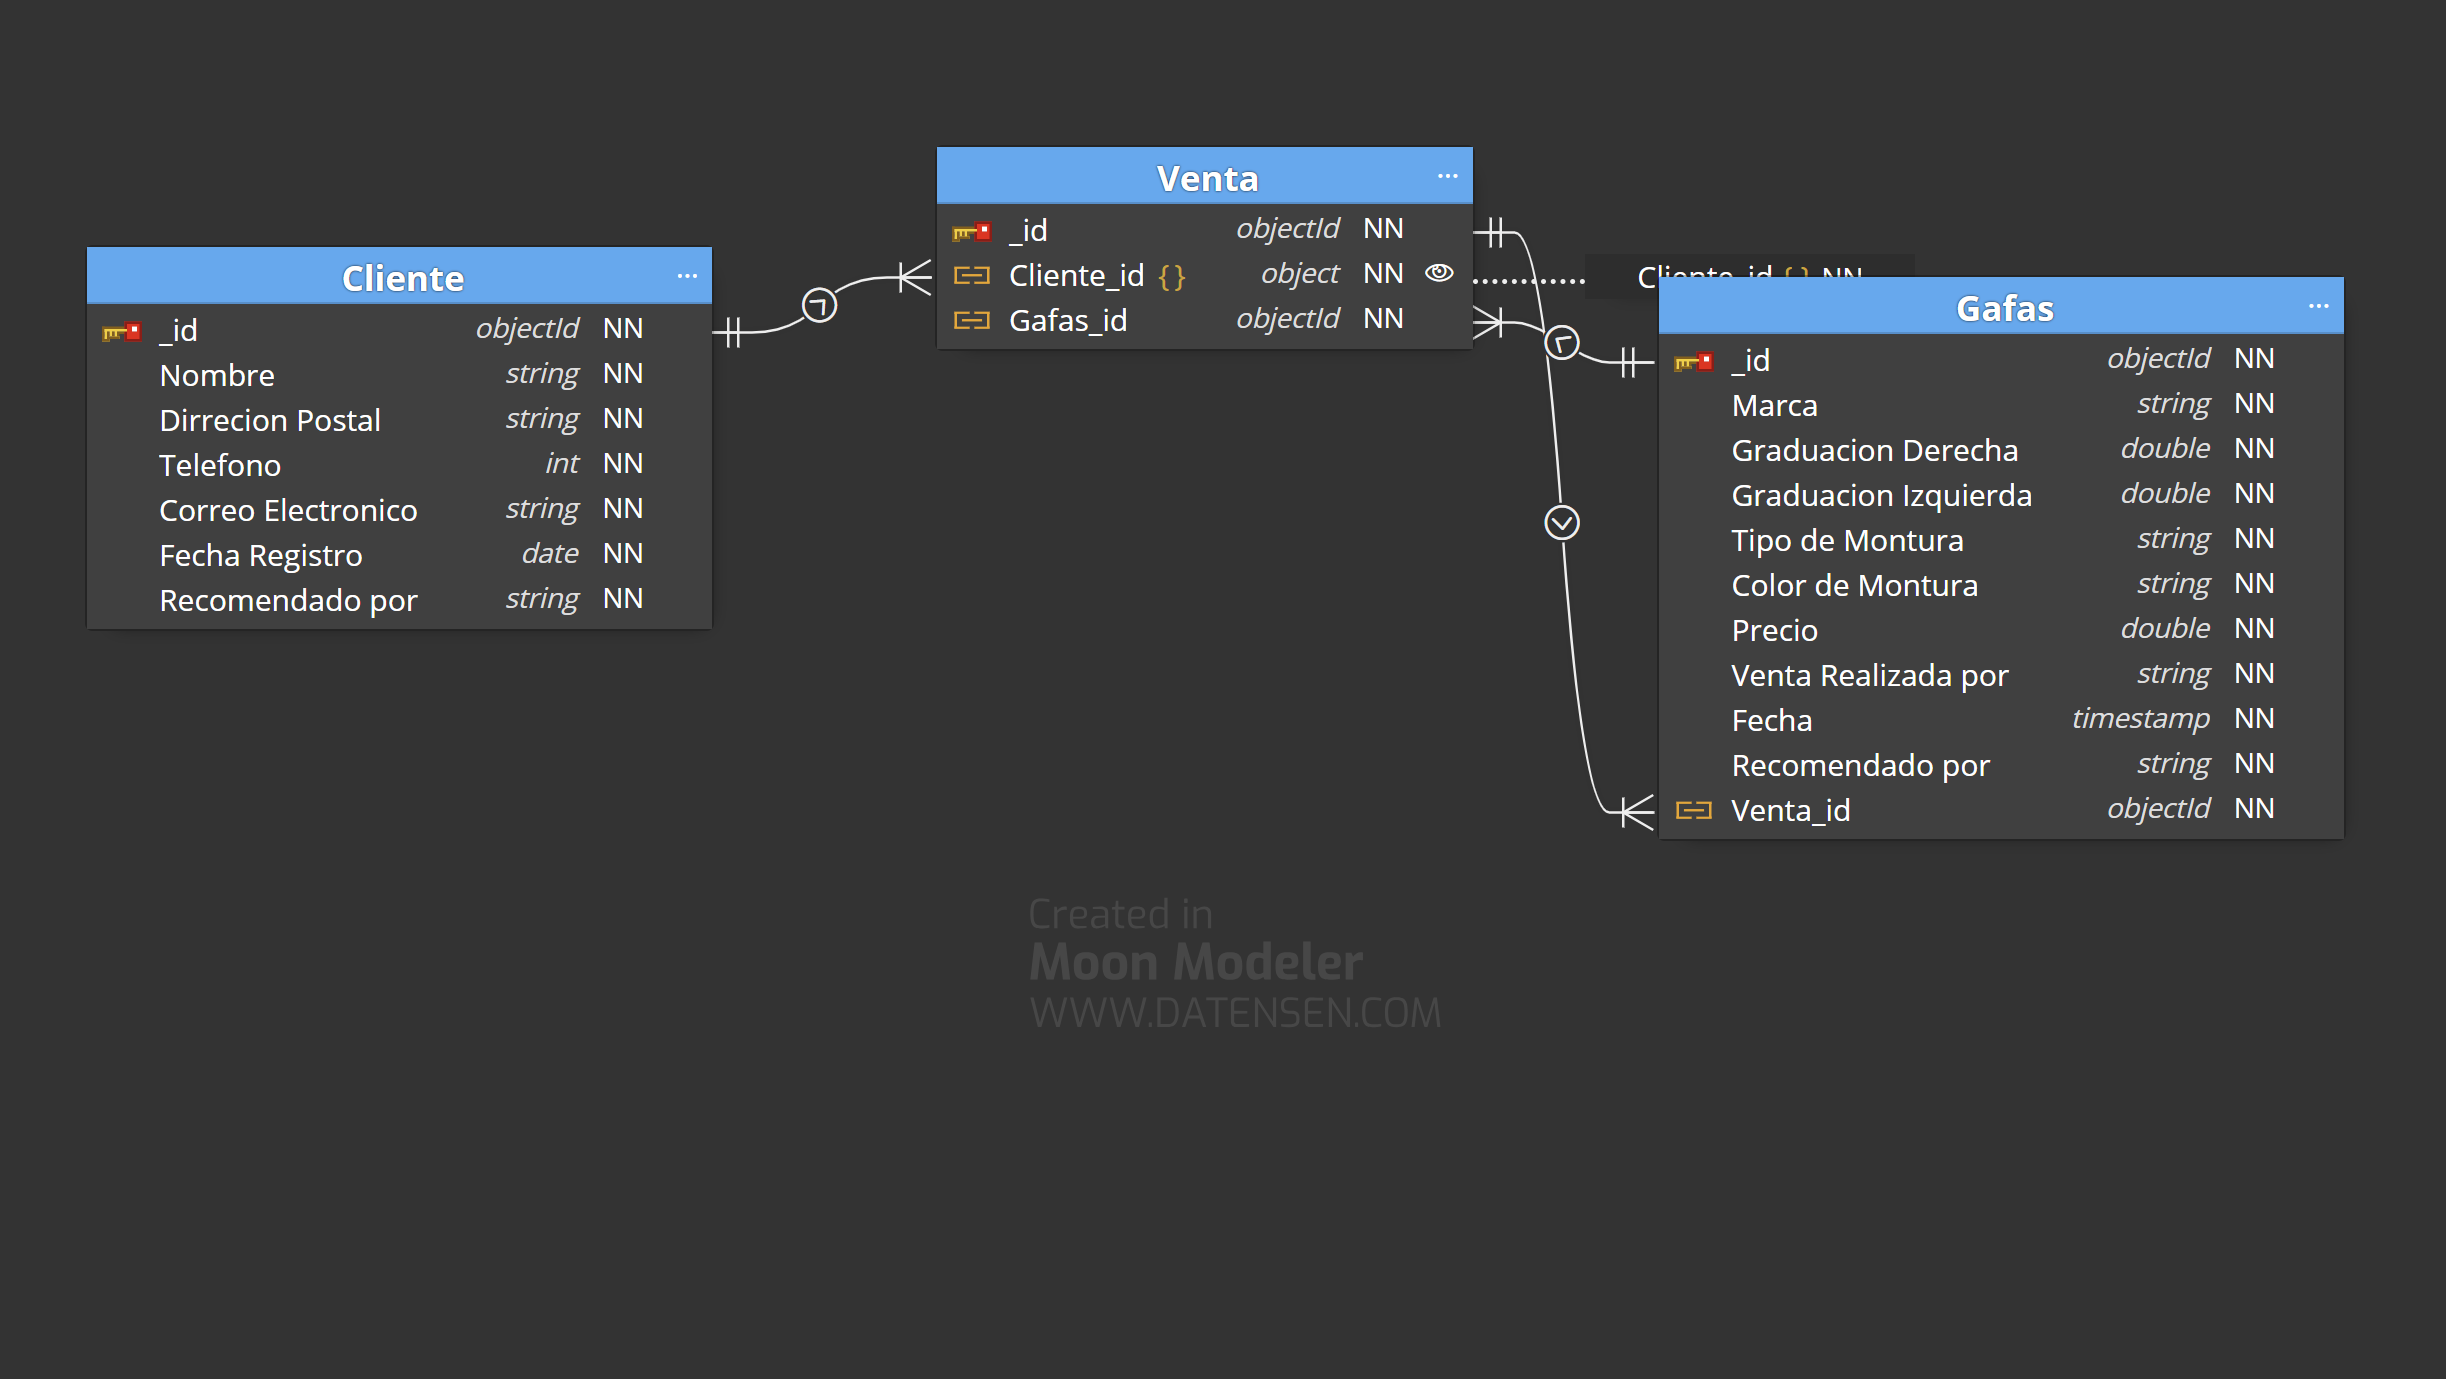 Cliente ...
_id objectId NN
Nombre string NN
Dirrecion Postal string NN
Telefono int NN
Correo Electronico string NN
Fecha Registro date NN
Recomendado por string NN
Venta ...
_id objectId NN
Cliente_id {} object NN
Gafas_id objectId NN
Cliente_id {} NN
Gafas ...
_id objectId NN
Marca string NN
Graduacion Derecha double NN
Graduacion Izquierda double NN
Tipo de Montura string NN
Color de Montura string NN
Precio double NN
Venta Realizada por string NN
Fecha timestamp NN
Recomendado por string NN
Venta_id objectId NN
Created in
Moon Modeler
WWW.DATENSEN.COM